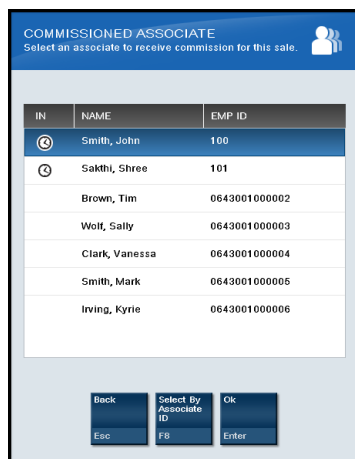 COMMISSIONED ASSOCIATE
Select an associate to receive commission for this sale.
IN NAME EMP ID
Smith, John 100
Sakthi, Shree 101
Brown, Tim 0643001000002
Wolf, Sally 0643001000003
Clark, Vanessa 0643001000004
Smith, Mark 0643001000005
Irving, Kyrie 0643001000006
Back Select By Ok
Associate
ID
Esc F8 Enter